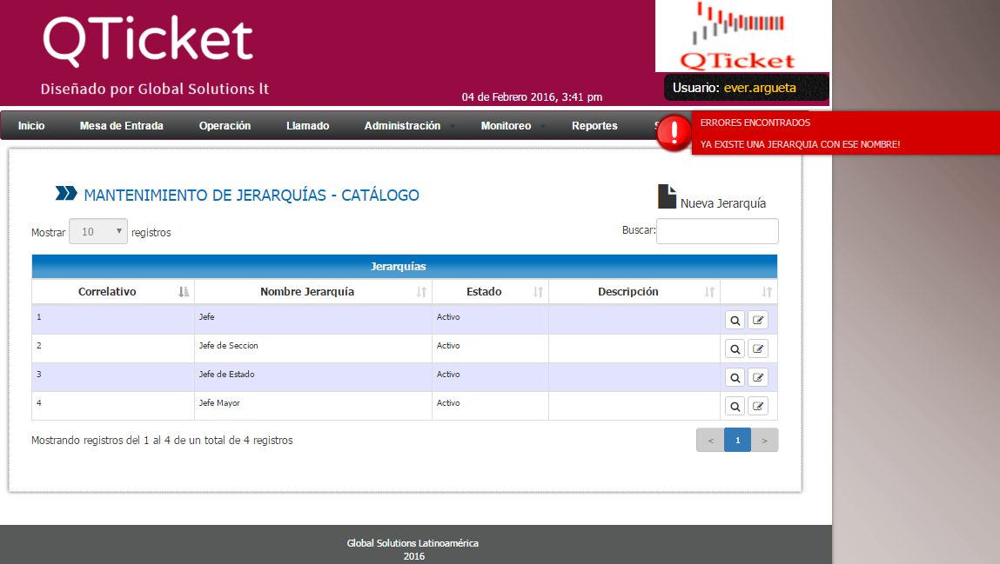 QTicket
Diseñado por Global Solutions lt
04 de Febrero 2016, 3:41 pm
QTicket
Usuario: ever.argueta
Inicio Mesa de Entrada Operación Llamado Administración Monitoreo Reportes
ERRORES ENCONTRADOS
YA EXISTE UNA JERARQUIA CON ESE NOMBRE!
MANTENIMIENTO DE JERARQUÍAS - CATÁLOGO
Nueva Jerarquía
Mostrar 10 registros
Buscar:
Jerarquías
Correlativo Nombre Jerarquía Estado Descripción
1 Jefe Activo
2 Jefe de Seccion Activo
3 Jefe de Estado Activo
4 Jefe Mayor Activo
Mostrando registros del 1 al 4 de un total de 4 registros
< 1 >
Global Solutions Latinoamérica
2016